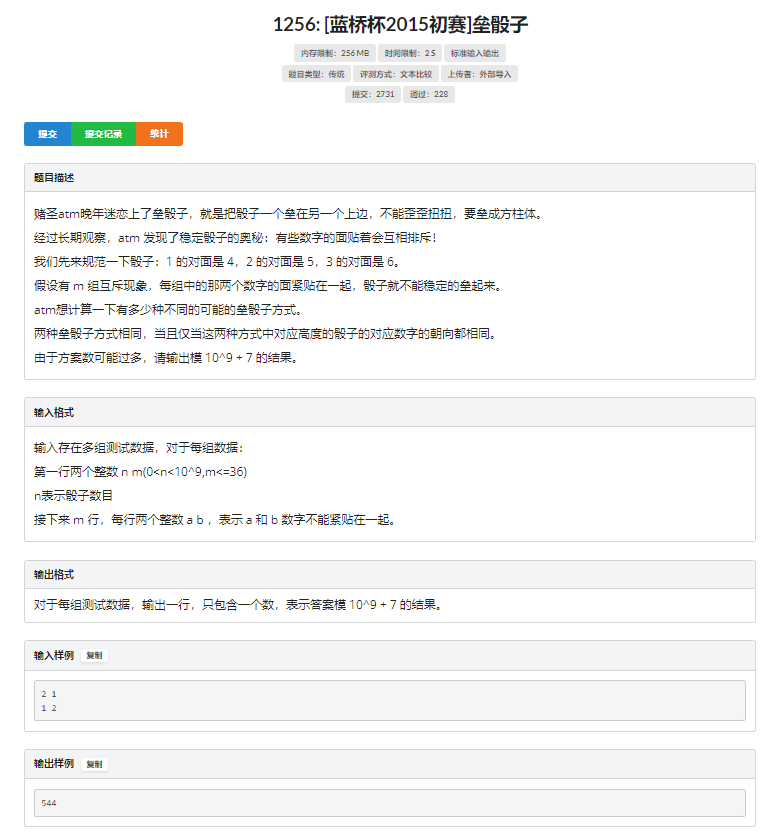 1256: [蓝桥杯2015初赛]垒骰子
内存限制：256 MB 时间限制：2 S 标准输入输出
题目类型：传统 评测方式：文本比较 上传者：外部导入
提交：2731 通过：228
提交 提交记录 统计
题目描述
赌圣atm晚年迷恋上了垒骰子，就是把骰子一个垒在另一个上边，不能歪歪扭扭，要垒成方柱体。
经过长期观察，atm 发现了稳定骰子的奥秘：有些数字的面贴着会互相排斥！
我们先来规范一下骰子：1 的对面是 4，2 的对面是 5，3 的对面是 6。
假设有 m 组互斥现象，每组中的那两个数字的面紧贴在一起，骰子就不能稳定的垒起来。
atm想计算一下有多少种不同的可能的垒骰子方式。
两种垒骰子方式相同，当且仅当这两种方式中对应高度的骰子的对应数字的朝向都相同。
由于方案数可能过多，请输出模 10^9 + 7 的结果。
输入格式
输入存在多组测试数据，对于每组数据：
第一行两个整数 n m(0<n<10^9,m<=36)
n表示骰子数目
接下来 m 行，每行两个整数 a b ，表示 a 和 b 数字不能紧贴在一起。
输出格式
对于每组测试数据，输出一行，只包含一个数，表示答案模 10^9 + 7 的结果。
输入样例 复制
2 1
1 2
输出样例 复制
544